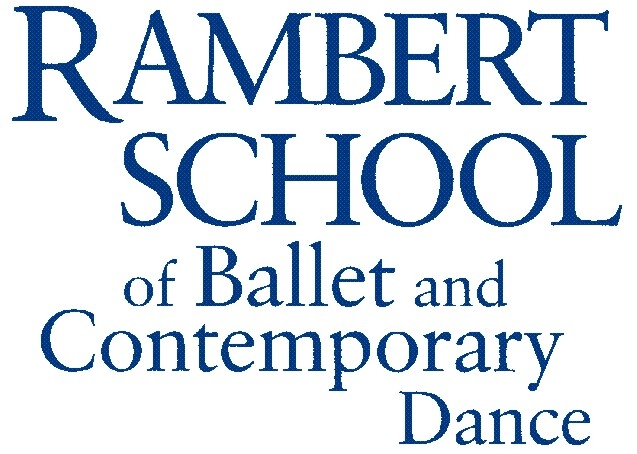 RAMBERT
SCHOOL
of Ballet and
Contemporary
Dance